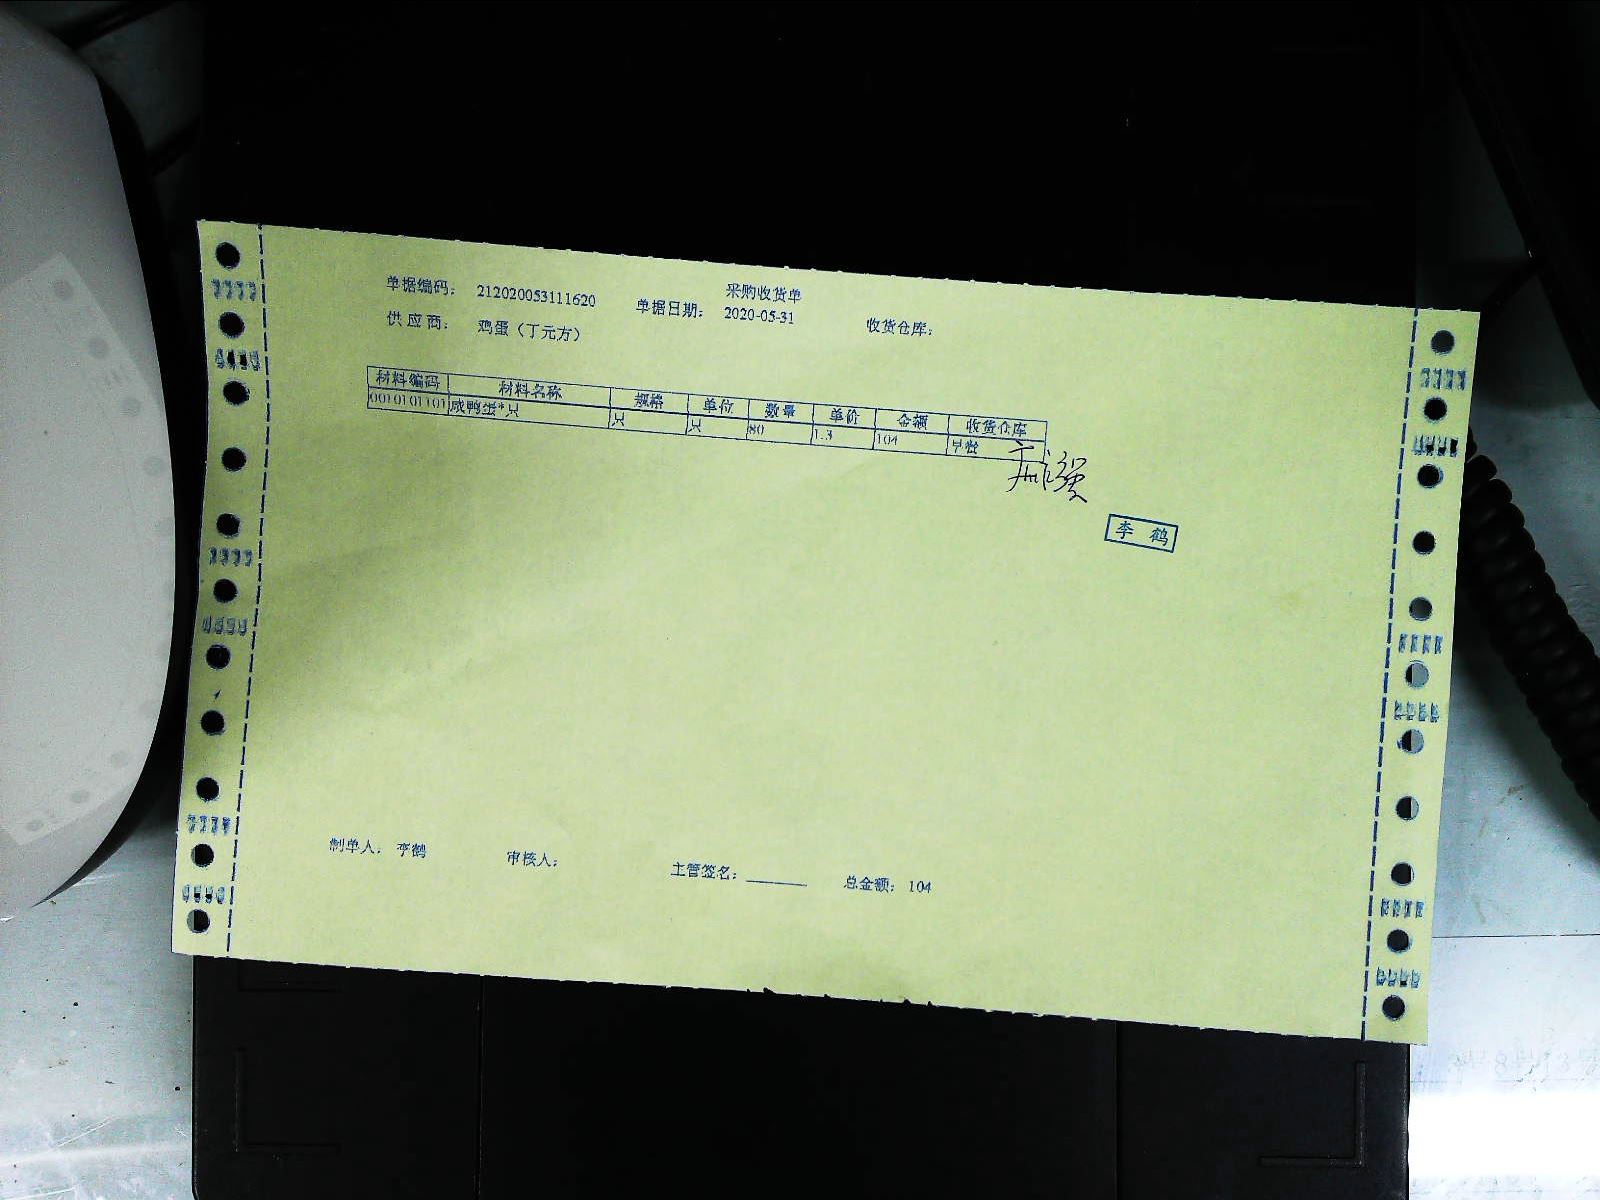 采购收货单
单据编码： 212020053111620 单据日期： 2020-05-31 收货仓库：
供应商： 鸡蛋（丁元方）
材料编码 材料名称 规格 单位 数量 单价 金额 收货仓库
0010101101 咸鸭蛋*只 只 只 80 1.3 104 早餐
李 鹤
制单人： 李鹤 审核人： 主管签名： 总金额： 104